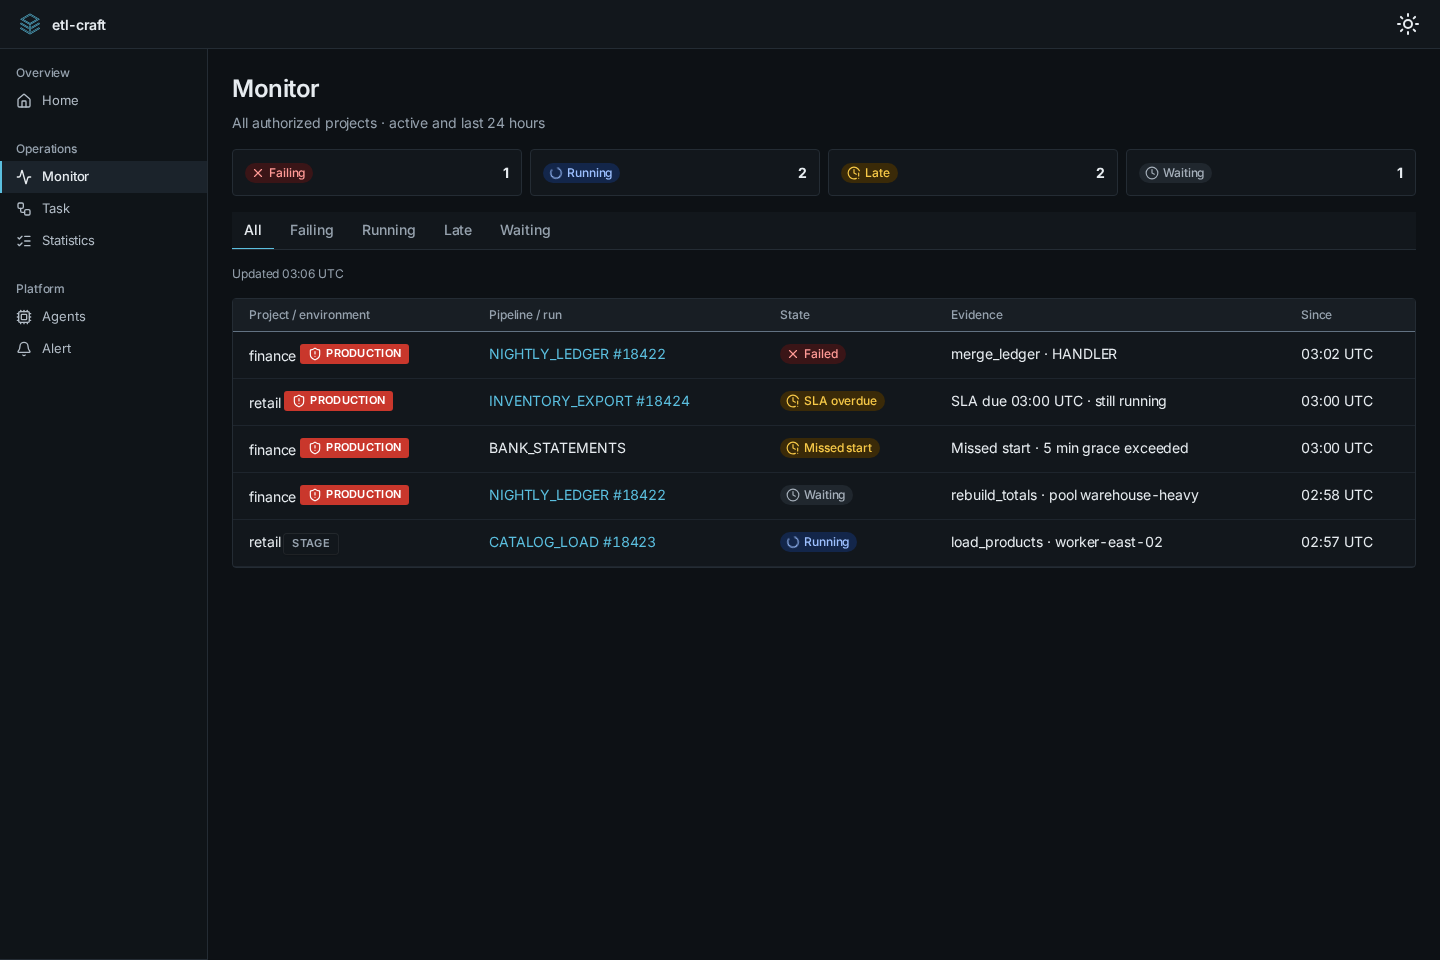 etl-craft
Overview
Home
Operations
Monitor
Task
Statistics
Platform
Agents
Alert
Monitor
All authorized projects · active and last 24 hours
Failing 1
Running 2
Late 2
Waiting 1
All Failing Running Late Waiting
Updated 03:06 UTC
Project / environment Pipeline / run State Evidence Since
finance PRODUCTION NIGHTLY_LEDGER #18422 Failed merge_ledger · HANDLER 03:02 UTC
retail PRODUCTION INVENTORY_EXPORT #18424 SLA overdue SLA due 03:00 UTC · still running 03:00 UTC
finance PRODUCTION BANK_STATEMENTS Missed start Missed start · 5 min grace exceeded 03:00 UTC
finance PRODUCTION NIGHTLY_LEDGER #18422 Waiting rebuild_totals · pool warehouse-heavy 02:58 UTC
retail STAGE CATALOG_LOAD #18423 Running load_products · worker-east-02 02:57 UTC